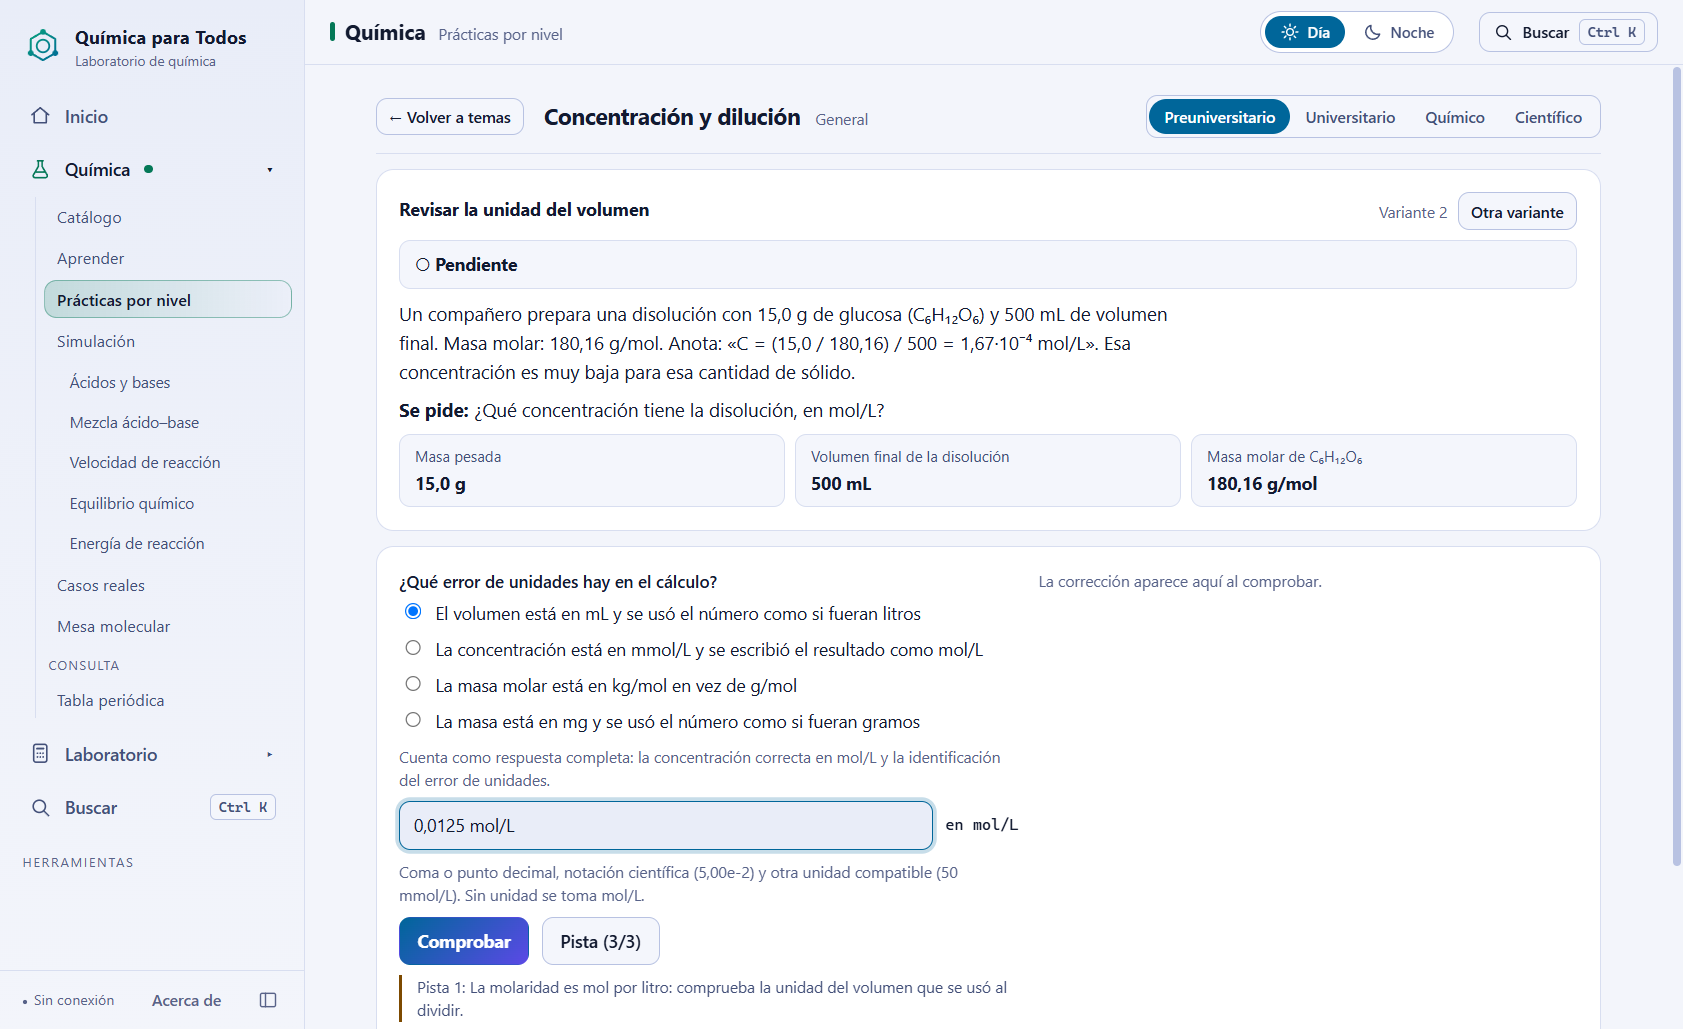 Química para Todos
Laboratorio de química
Inicio
Química
Catálogo
Aprender
Prácticas por nivel
Simulación
Ácidos y bases
Mezcla ácido–base
Velocidad de reacción
Equilibrio químico
Energía de reacción
Casos reales
Mesa molecular
CONSULTA
Tabla periódica
Laboratorio
Buscar Ctrl K
HERRAMIENTAS
Sin conexión Acerca de
Química Prácticas por nivel
Día Noche
Buscar Ctrl K
← Volver a temas Concentración y dilución General
Preuniversitario Universitario Químico Científico
Revisar la unidad del volumen
Variante 2 Otra variante
Pendiente
Un compañero prepara una disolución con 15,0 g de glucosa (C₆H₁₂O₆) y 500 mL de volumen
final. Masa molar: 180,16 g/mol. Anota: «C = (15,0 / 180,16) / 500 = 1,67·10⁻⁴ mol/L». Esa
concentración es muy baja para esa cantidad de sólido.
Se pide: ¿Qué concentración tiene la disolución, en mol/L?
Masa pesada
15,0 g
Volumen final de la disolución
500 mL
Masa molar de C₆H₁₂O₆
180,16 g/mol
¿Qué error de unidades hay en el cálculo?
El volumen está en mL y se usó el número como si fueran litros
La concentración está en mmol/L y se escribió el resultado como mol/L
La masa molar está en kg/mol en vez de g/mol
La masa está en mg y se usó el número como si fueran gramos
Cuenta como respuesta completa: la concentración correcta en mol/L y la identificación
del error de unidades.
0,0125 mol/L en mol/L
Coma o punto decimal, notación científica (5,00e-2) y otra unidad compatible (50
mmol/L). Sin unidad se toma mol/L.
Comprobar Pista (3/3)
Pista 1: La molaridad es mol por litro: comprueba la unidad del volumen que se usó al
dividir.
La corrección aparece aquí al comprobar.